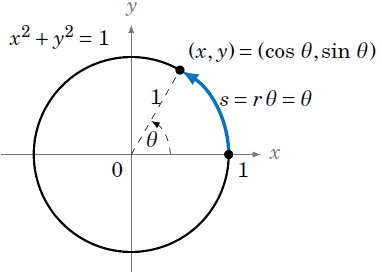 y
x² + y² = 1
(x, y) = (cos θ, sin θ)
1
s = r θ = θ
θ
x
0
1